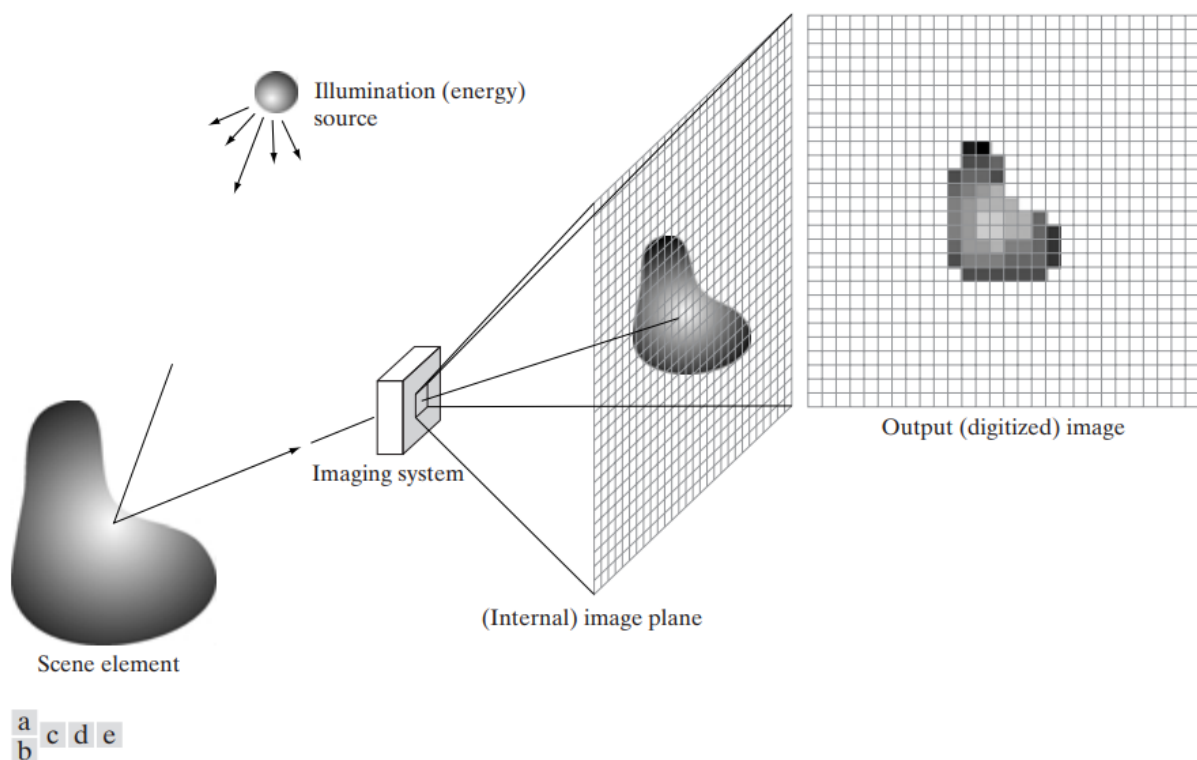 Illumination (energy)
source
Output (digitized) image
Imaging system
(Internal) image plane
Scene element
a
b
c d e